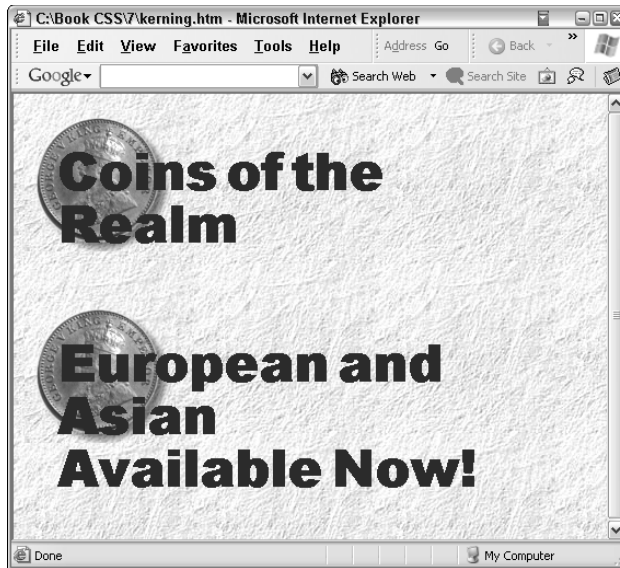 C:\Book CSS\7\kerning.htm - Microsoft Internet Explorer
File Edit View Favorites Tools Help Address Go Back »
Google Search Web Search Site
Coins of the
Realm
European and
Asian
Available Now!
Done My Computer